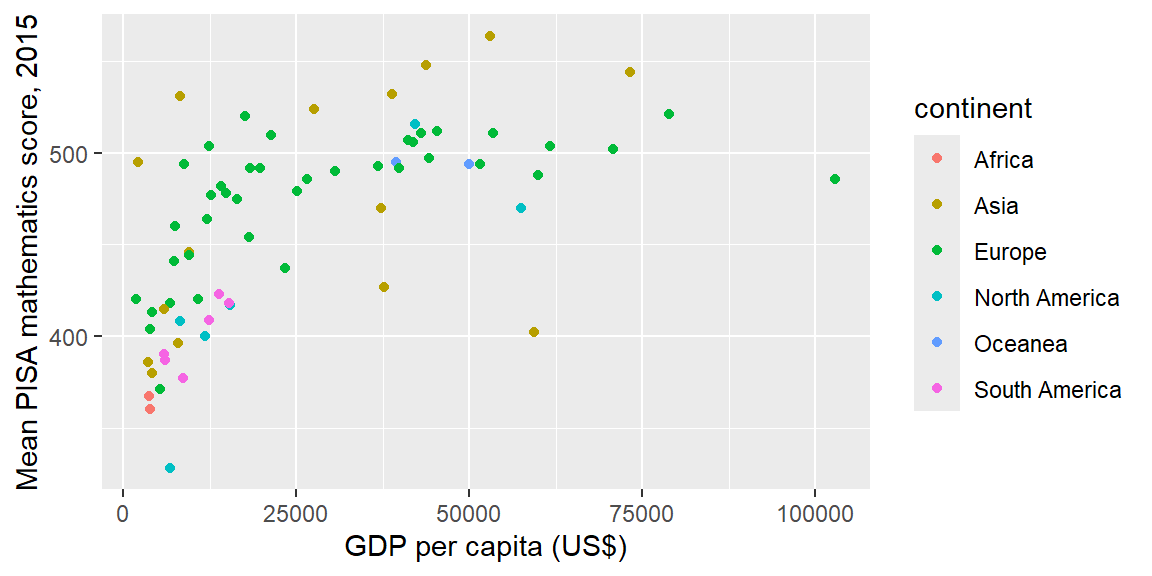 Mean PISA mathematics score, 2015
500
400
0
25000
50000
75000
100000
GDP per capita (US$)
continent
Africa
Asia
Europe
North America
Oceanea
South America